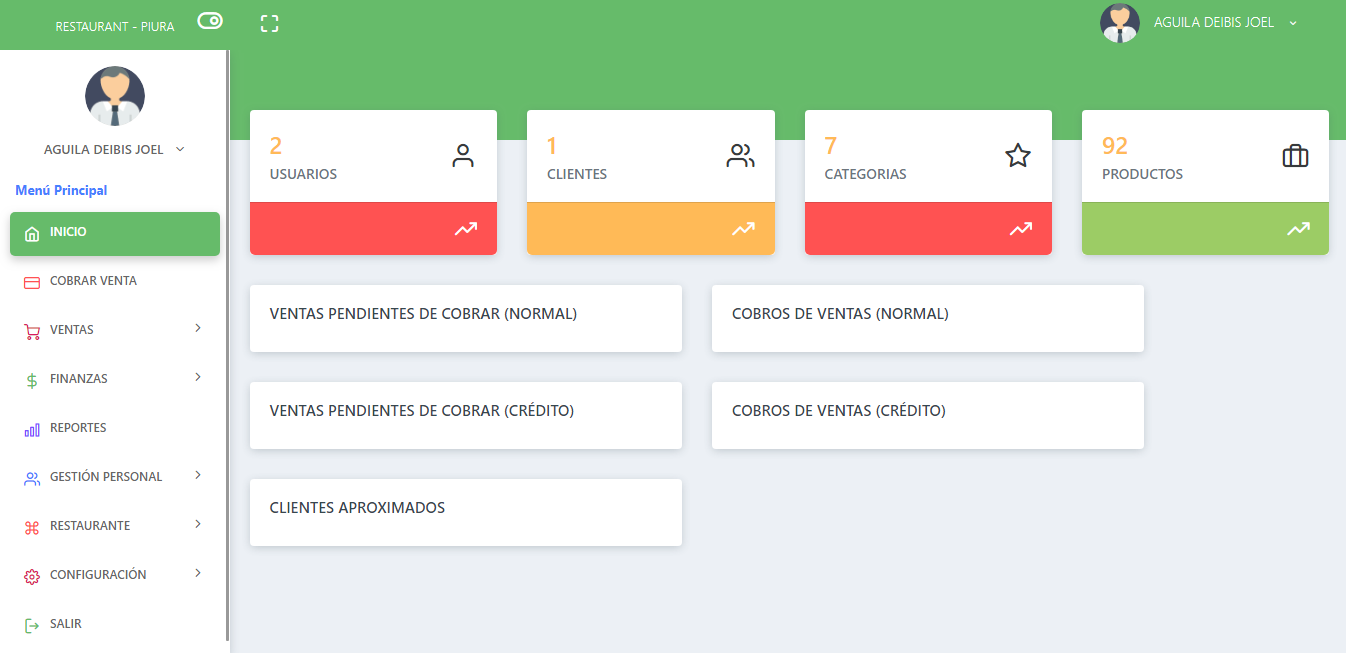 RESTAURANT - PIURA
AGUILA DEIBIS JOEL
AGUILA DEIBIS JOEL
Menú Principal
INICIO
COBRAR VENTA
VENTAS
FINANZAS
REPORTES
GESTIÓN PERSONAL
RESTAURANTE
CONFIGURACIÓN
SALIR
2
USUARIOS
1
CLIENTES
7
CATEGORIAS
92
PRODUCTOS
VENTAS PENDIENTES DE COBRAR (NORMAL)
COBROS DE VENTAS (NORMAL)
VENTAS PENDIENTES DE COBRAR (CRÉDITO)
COBROS DE VENTAS (CRÉDITO)
CLIENTES APROXIMADOS